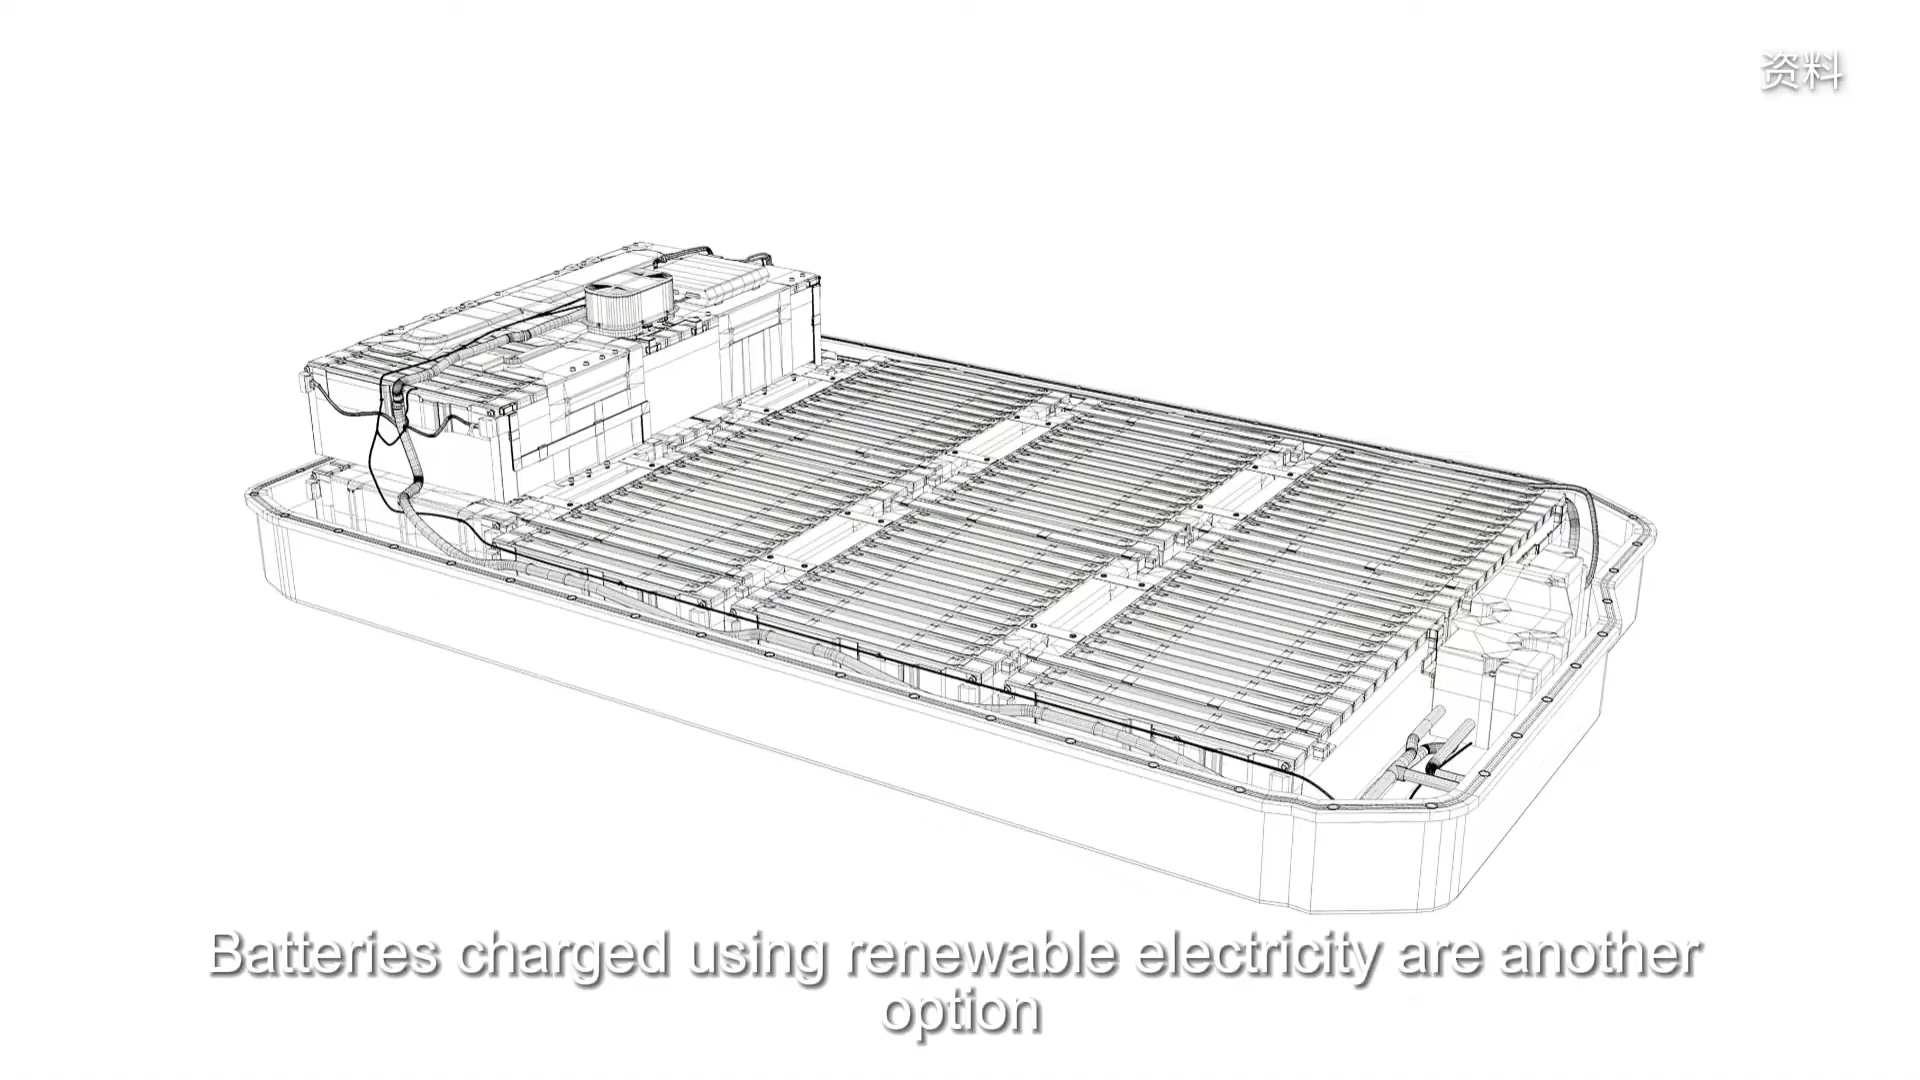 资料
Batteries charged using renewable electricity are another
option